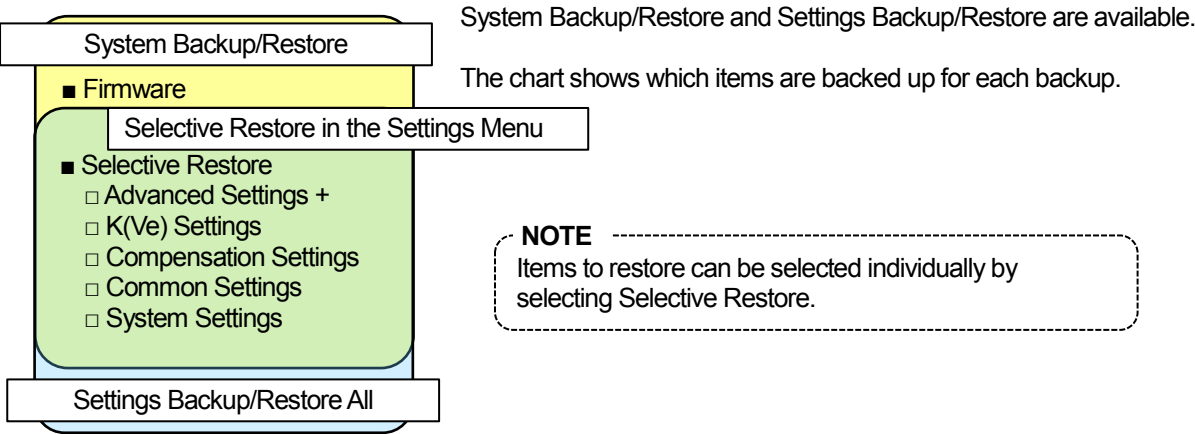 System Backup/Restore and Settings Backup/Restore are available.
The chart shows which items are backed up for each backup.
System Backup/Restore
■ Firmware
Selective Restore in the Settings Menu
■ Selective Restore
□ Advanced Settings +
□ K(Ve) Settings
□ Compensation Settings
□ Common Settings
□ System Settings
Settings Backup/Restore All
NOTE
Items to restore can be selected individually by
selecting Selective Restore.